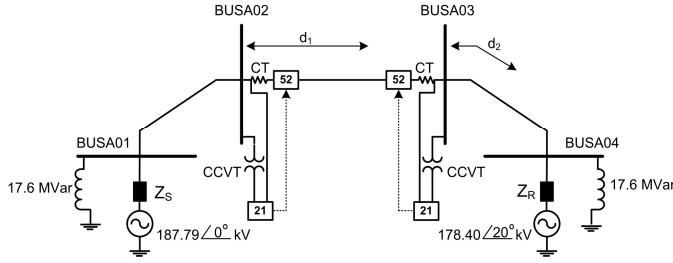 BUSA02
BUSA03
d1
d2
CT
52
52
CT
BUSA01
BUSA04
CCVT
CCVT
17.6 MVar
ZS
ZR
17.6 MVar
21
21
187.79∠0° kV
178.40∠20° kV